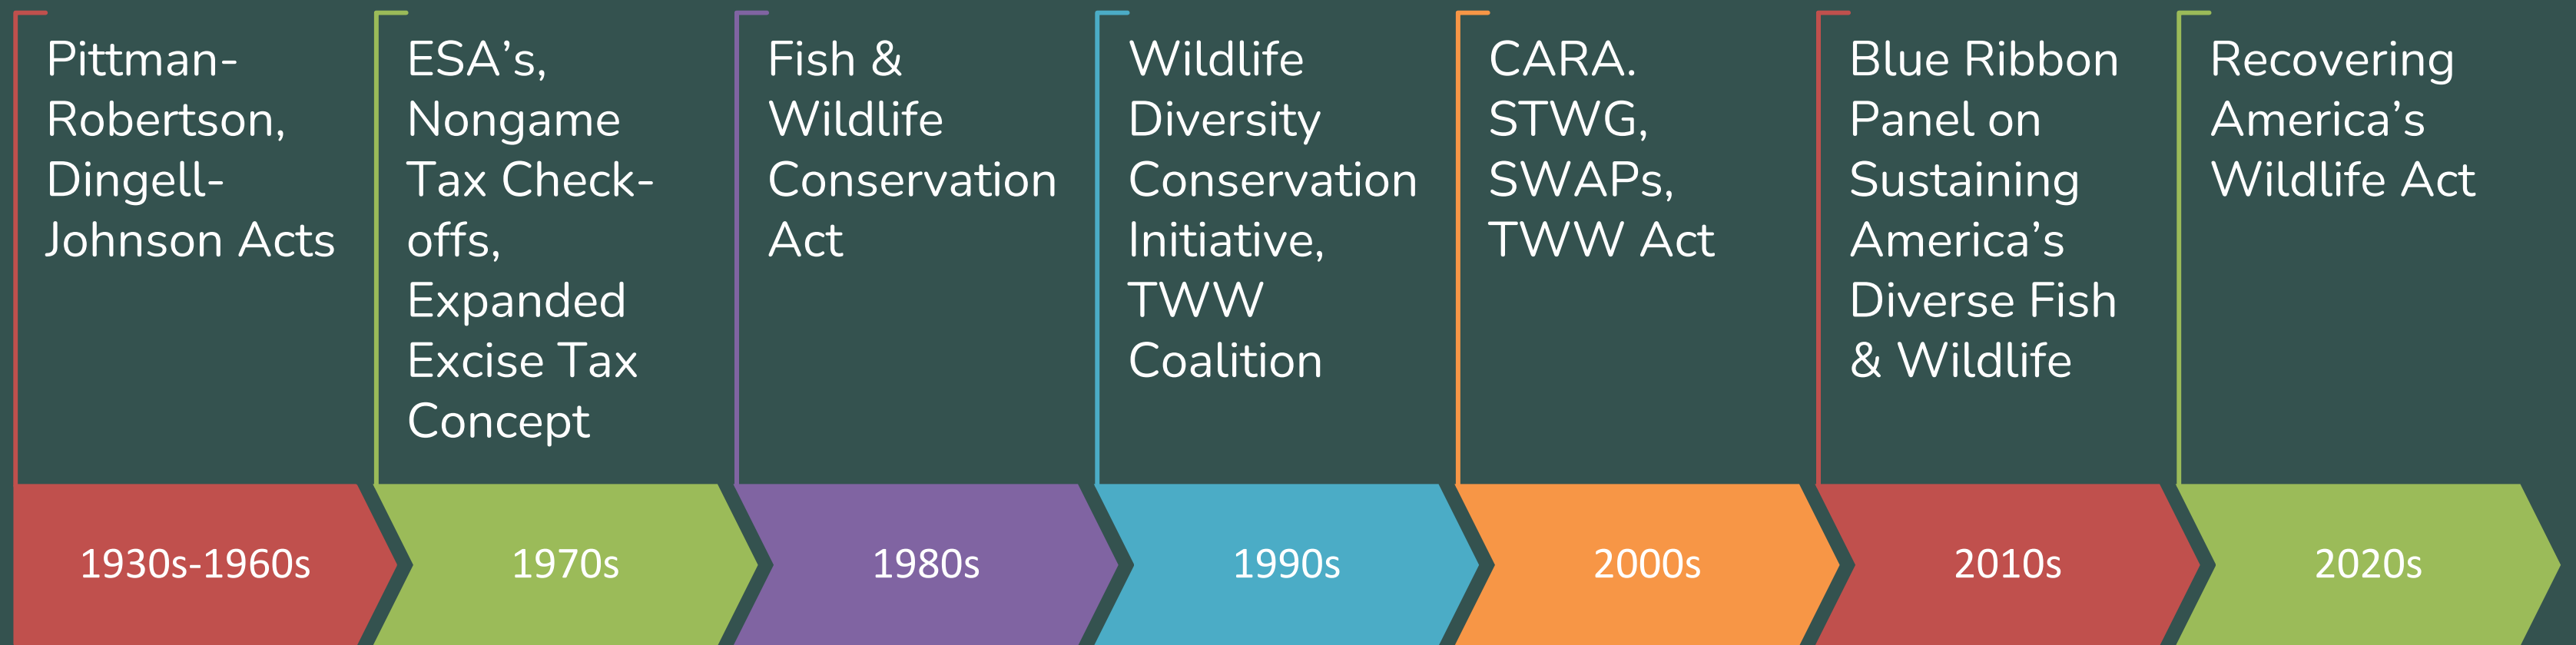 Pittman-
Robertson,
Dingell-
Johnson Acts
ESA’s,
Nongame
Tax Check-
offs,
Expanded
Excise Tax
Concept
Fish &
Wildlife
Conservation
Act
Wildlife
Diversity
Conservation
Initiative,
TWW
Coalition
CARA.
STWG,
SWAPs,
TWW Act
Blue Ribbon
Panel on
Sustaining
America’s
Diverse Fish
& Wildlife
Recovering
America’s
Wildlife Act
1930s-1960s
1970s
1980s
1990s
2000s
2010s
2020s